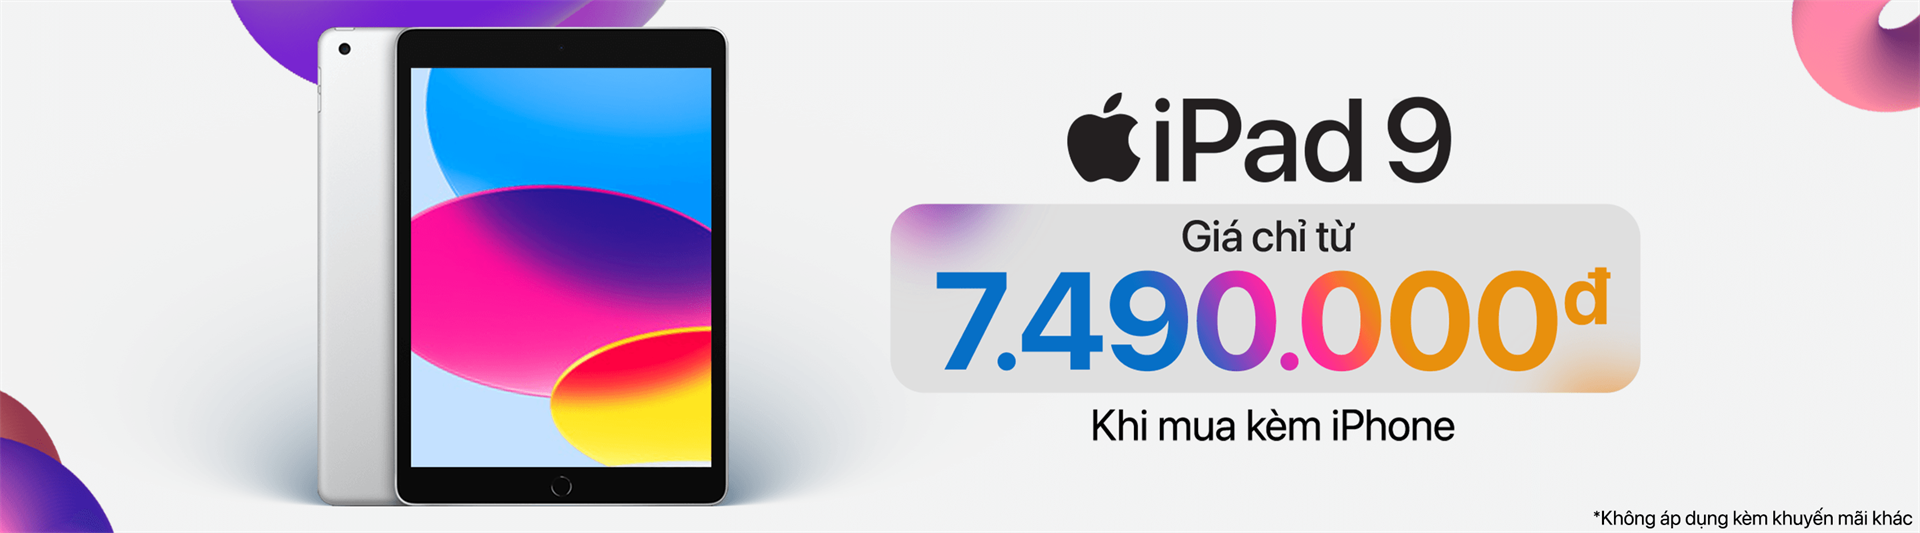 iPad 9
Giá chỉ từ
7.490.000đ
Khi mua kèm iPhone
*Không áp dụng kèm khuyến mãi khác